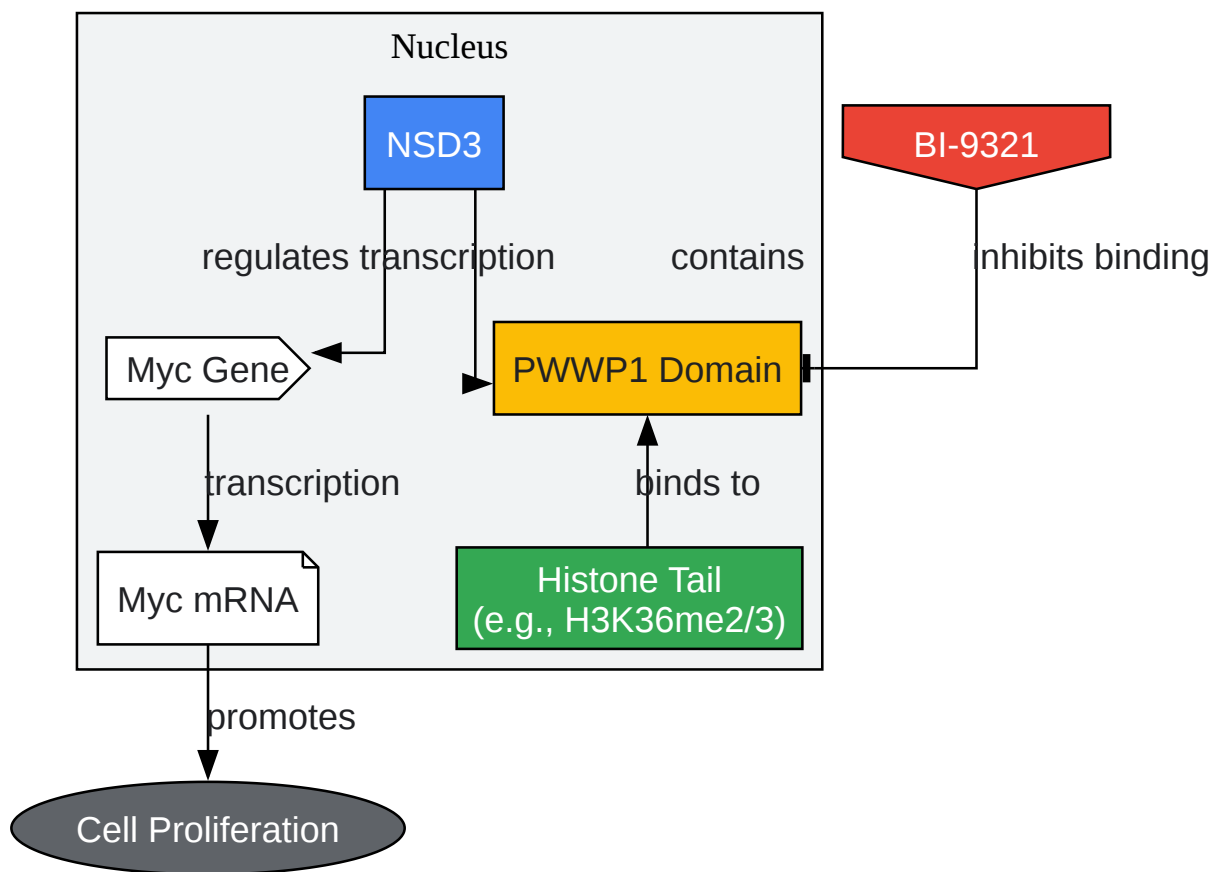 Nucleus
NSD3
BI-9321
regulates transcription
contains
inhibits binding
Myc Gene
PWWP1 Domain
transcription
binds to
Myc mRNA
Histone Tail
(e.g., H3K36me2/3)
promotes
Cell Proliferation